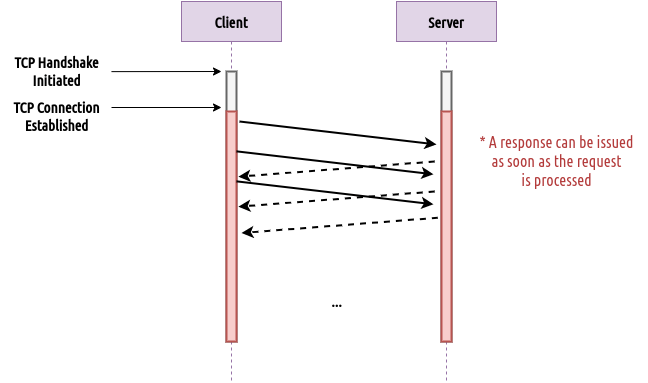 Client
Server
TCP Handshake
Initiated
TCP Connection
Established
* A response can be issued
as soon as the request
is processed
...